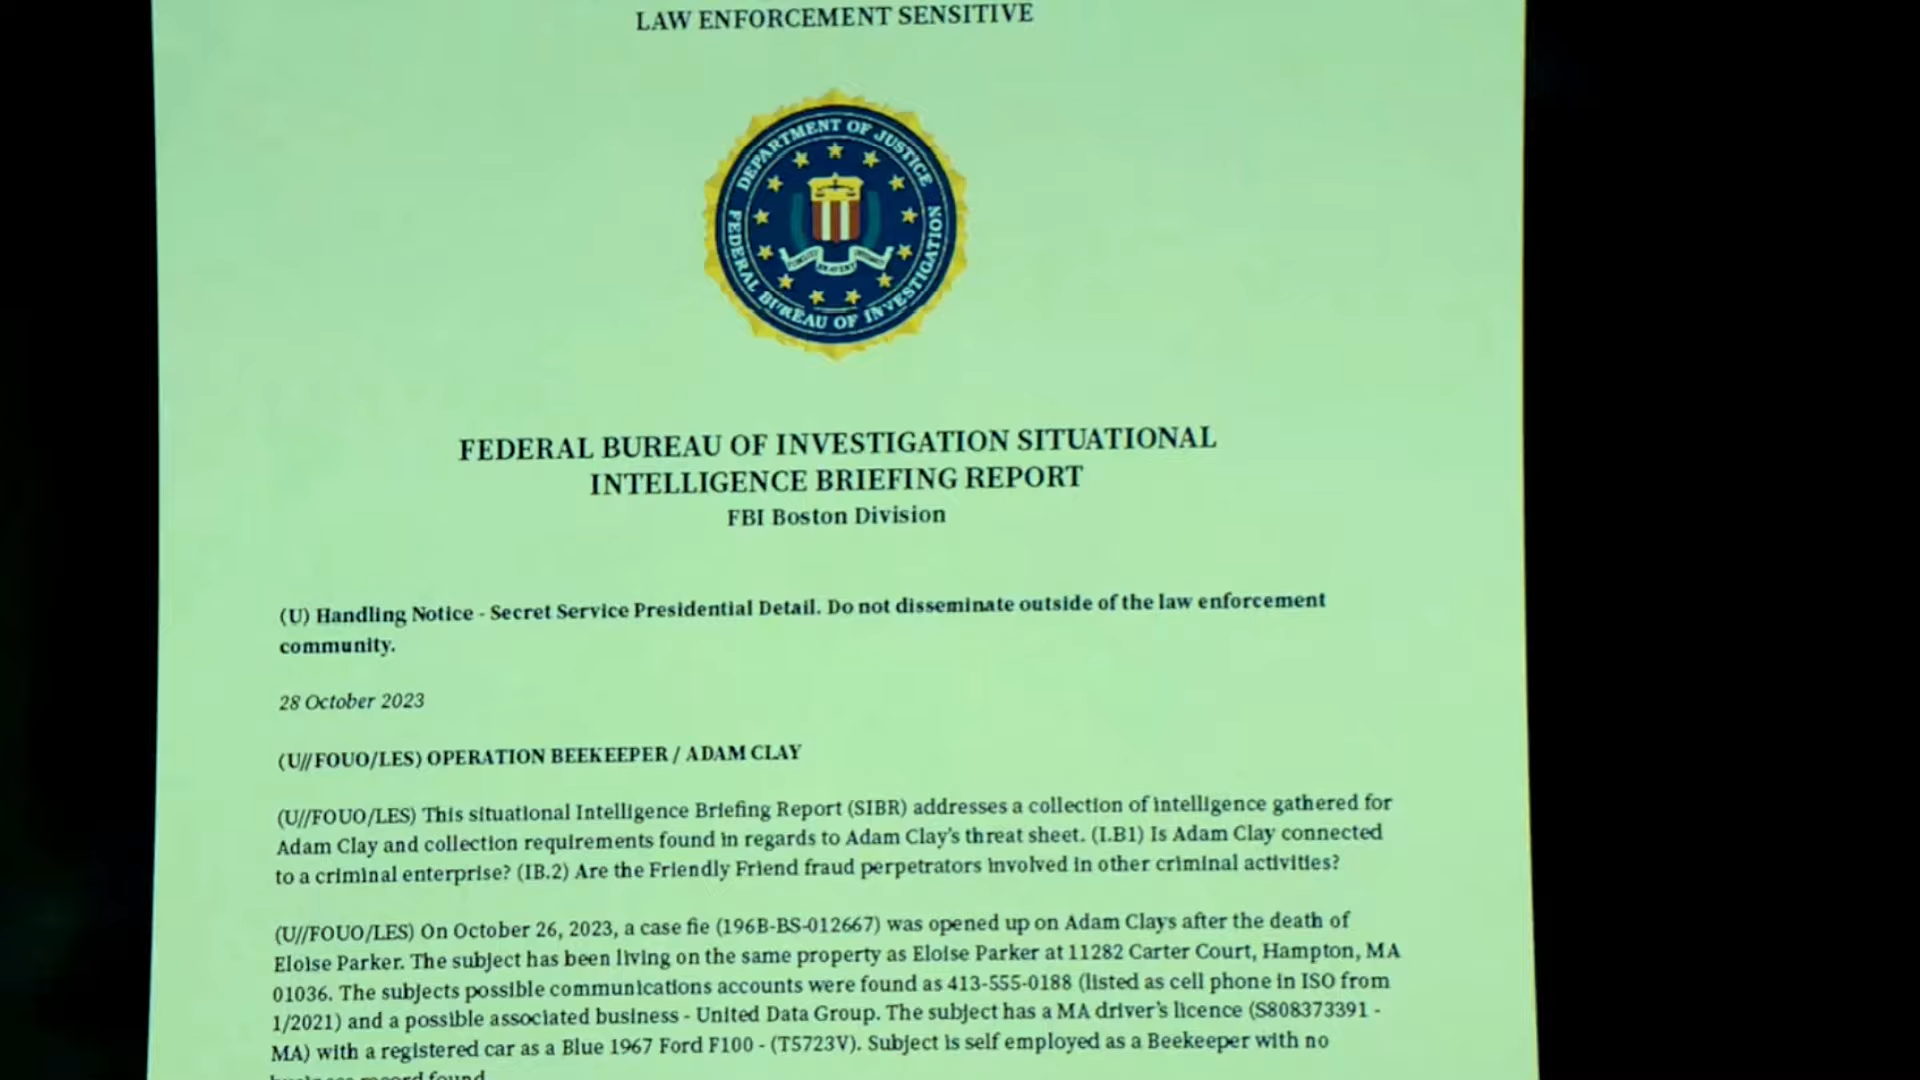 LAW ENFORCEMENT SENSITIVE
DEPARTMENT OF JUSTICE
FEDERAL BUREAU OF INVESTIGATION
FEDERAL BUREAU OF INVESTIGATION SITUATIONAL
INTELLIGENCE BRIEFING REPORT
FBI Boston Division
(U) Handling Notice - Secret Service Presidential Detail. Do not disseminate outside of the law enforcement
community.
28 October 2023
(U//FOUO/LES) OPERATION BEEKEEPER / ADAM CLAY
(U//FOUO/LES) This situational Intelligence Briefing Report (SIBR) addresses a collection of intelligence gathered for
Adam Clay and collection requirements found in regards to Adam Clay's threat sheet. (I.B1) Is Adam Clay connected
to a criminal enterprise? (IB.2) Are the Friendly Friend fraud perpetrators involved in other criminal activities?
(U//FOUO/LES) On October 26, 2023, a case fie (196B-BS-012667) was opened up on Adam Clays after the death of
Eloise Parker. The subject has been living on the same property as Eloise Parker at 11282 Carter Court, Hampton, MA
01036. The subjects possible communications accounts were found as 413-555-0188 (listed as cell phone in ISO from
1/2021) and a possible associated business - United Data Group. The subject has a MA driver's licence (S808373391 -
MA) with a registered car as a Blue 1967 Ford F100 - (T5723V). Subject is self employed as a Beekeeper with no
business record found.